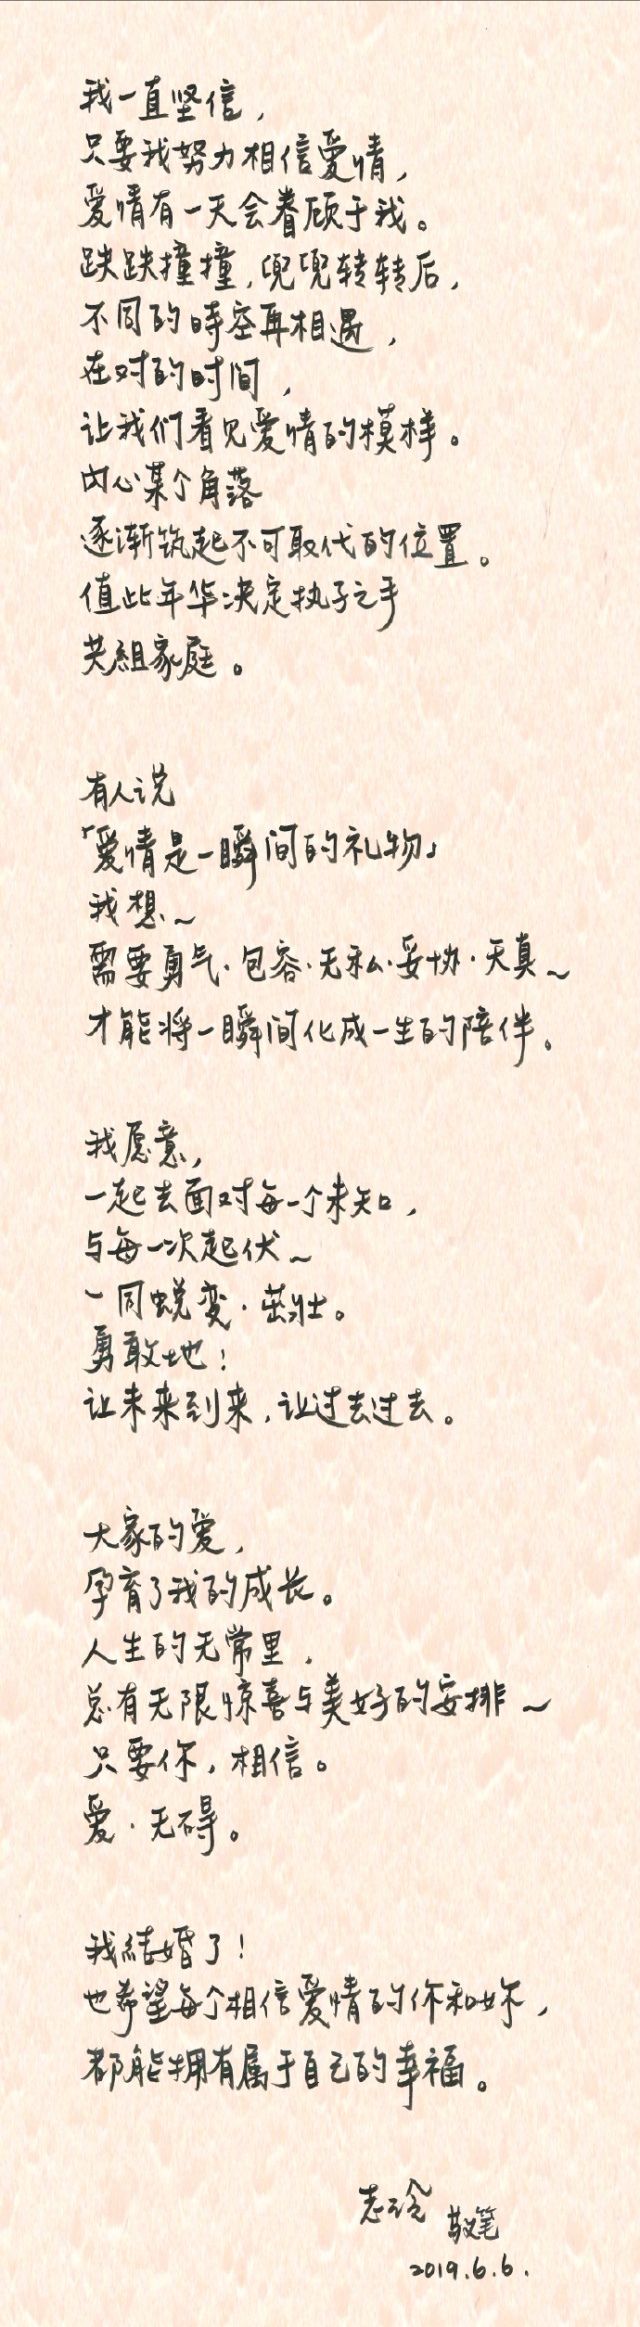 我一直坚信，
只要我努力相信爱情，
爱情有一天会眷顾于我。
跌跌撞撞，兜兜转转后，
不同的時空再相遇，
在对的时间，
让我们看见爱情的模样。
内心某个角落
逐渐筑起不可取代的位置。
值此年华决定执子之手
共組家庭。
有人说
「爱情是一瞬间的礼物」
我想～
需要勇气·包容·无私·妥协·天真～
才能将一瞬间化成一生的陪伴。
我愿意，
一起去面对每一个未知，
与每一次起伏～
一同蜕变·茁壮。
勇敢地！
让未来到来，让过去过去。
大家的爱，
孕育了我的成长。
人生的无常里，
总有无限惊喜与美好的安排～
只要你，相信。
爱·无碍。
我結婚了！
也希望每个相信爱情的你和妳，
都能拥有属于自己的幸福。
志玲 敬笔
2019.6.6.